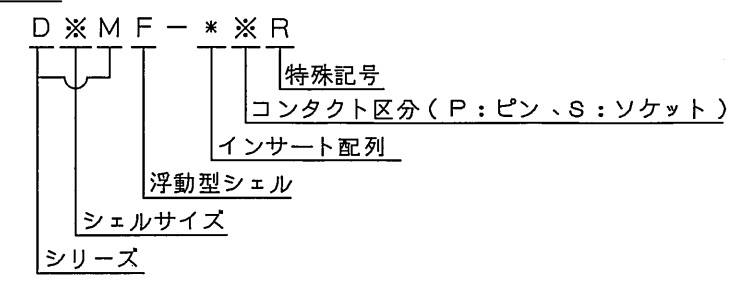 D※MF－＊※R
特殊記号
コンタクト区分（P：ピン、S：ソケット）
インサート配列
浮動型シェル
シェルサイズ
シリーズ